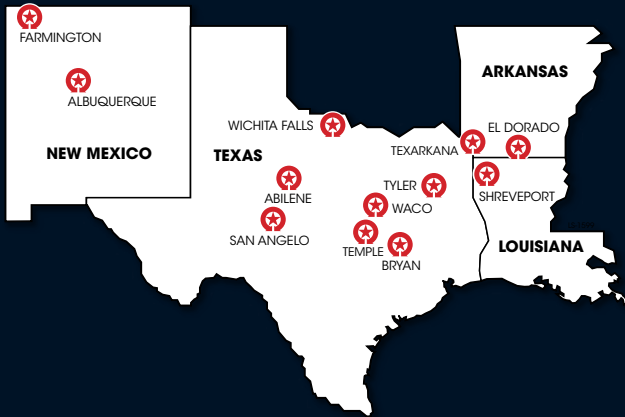 FARMINGTON
ALBUQUERQUE
NEW MEXICO
ARKANSAS
EL DORADO
WICHITA FALLS
TEXARKANA
TEXAS
ABILENE
TYLER
WACO
SHREVEPORT
SAN ANGELO
TEMPLE
BRYAN
LOUISIANA